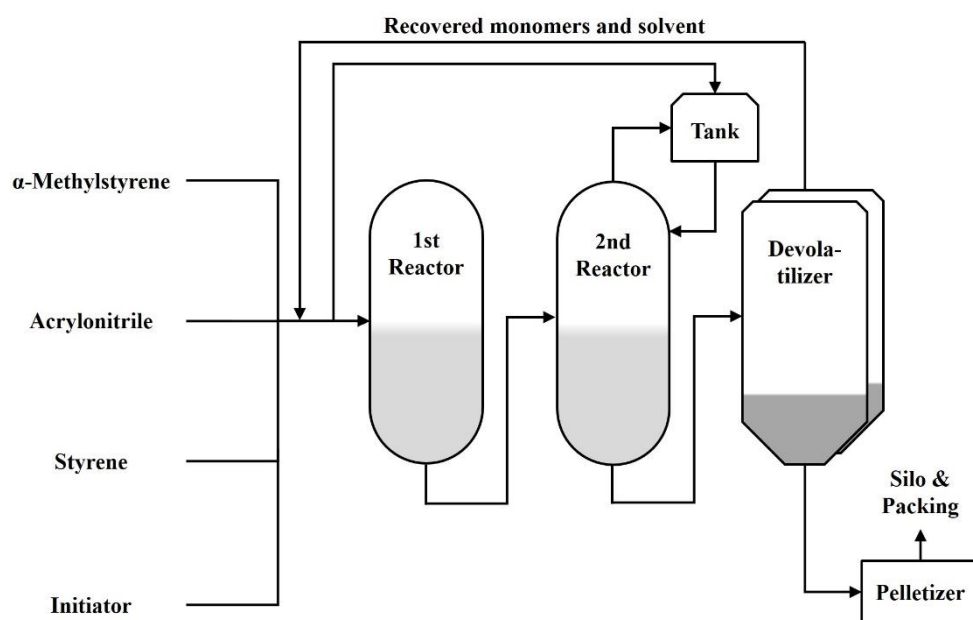 Recovered monomers and solvent
Tank
α-Methylstyrene
1st
Reactor
2nd
Reactor
Devola-
tilizer
Acrylonitrile
Styrene
Silo &
Packing
Initiator
Pelletizer